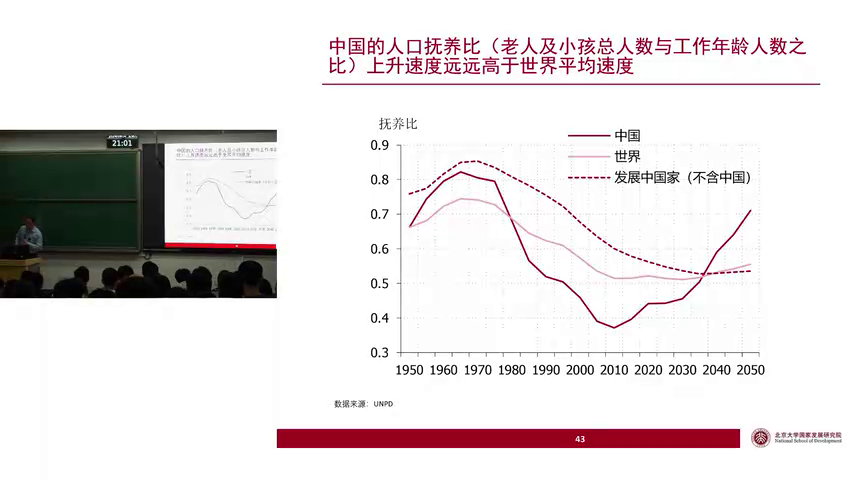 中国的人口抚养比（老人及小孩总人数与工作年龄人数之
比）上升速度远远高于世界平均速度
21:01
抚养比
中国
世界
发展中国家（不含中国）
0.9
0.8
0.7
0.6
0.5
0.4
0.3
1950 1960 1970 1980 1990 2000 2010 2020 2030 2040 2050
数据来源： UNPD
43
北京大学国家发展研究院
National School of Development